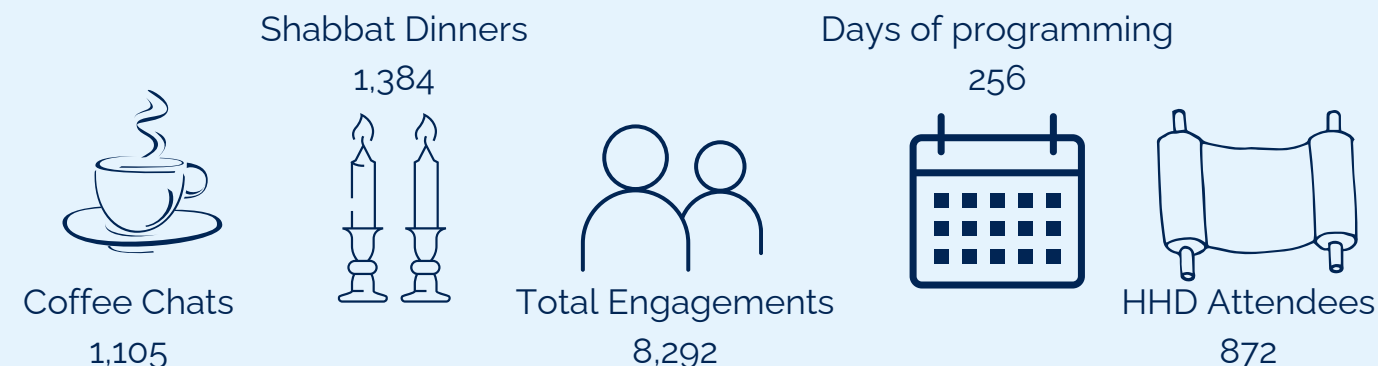 Shabbat Dinners
1,384
Days of programming
256
Coffee Chats
1,105
Total Engagements
8,292
HHD Attendees
872